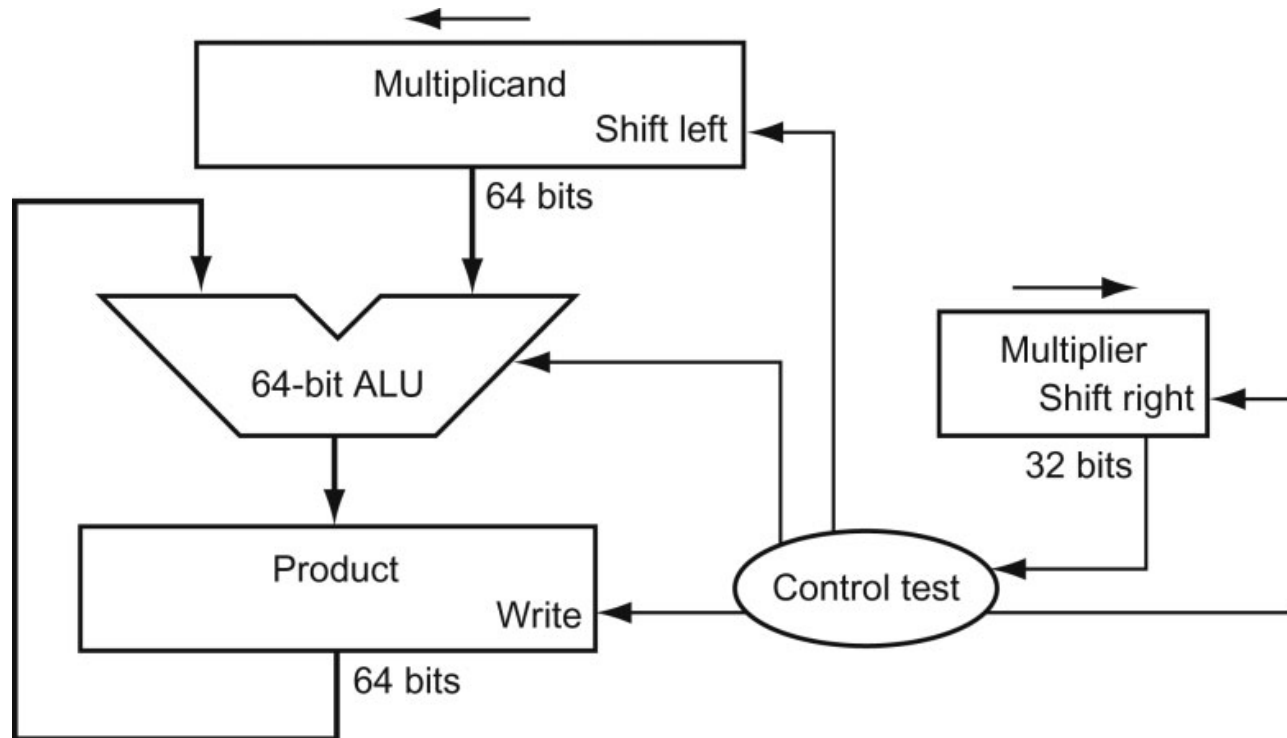 Multiplicand
Shift left
64 bits
64-bit ALU
Multiplier
Shift right
32 bits
Product
Write
Control test
64 bits